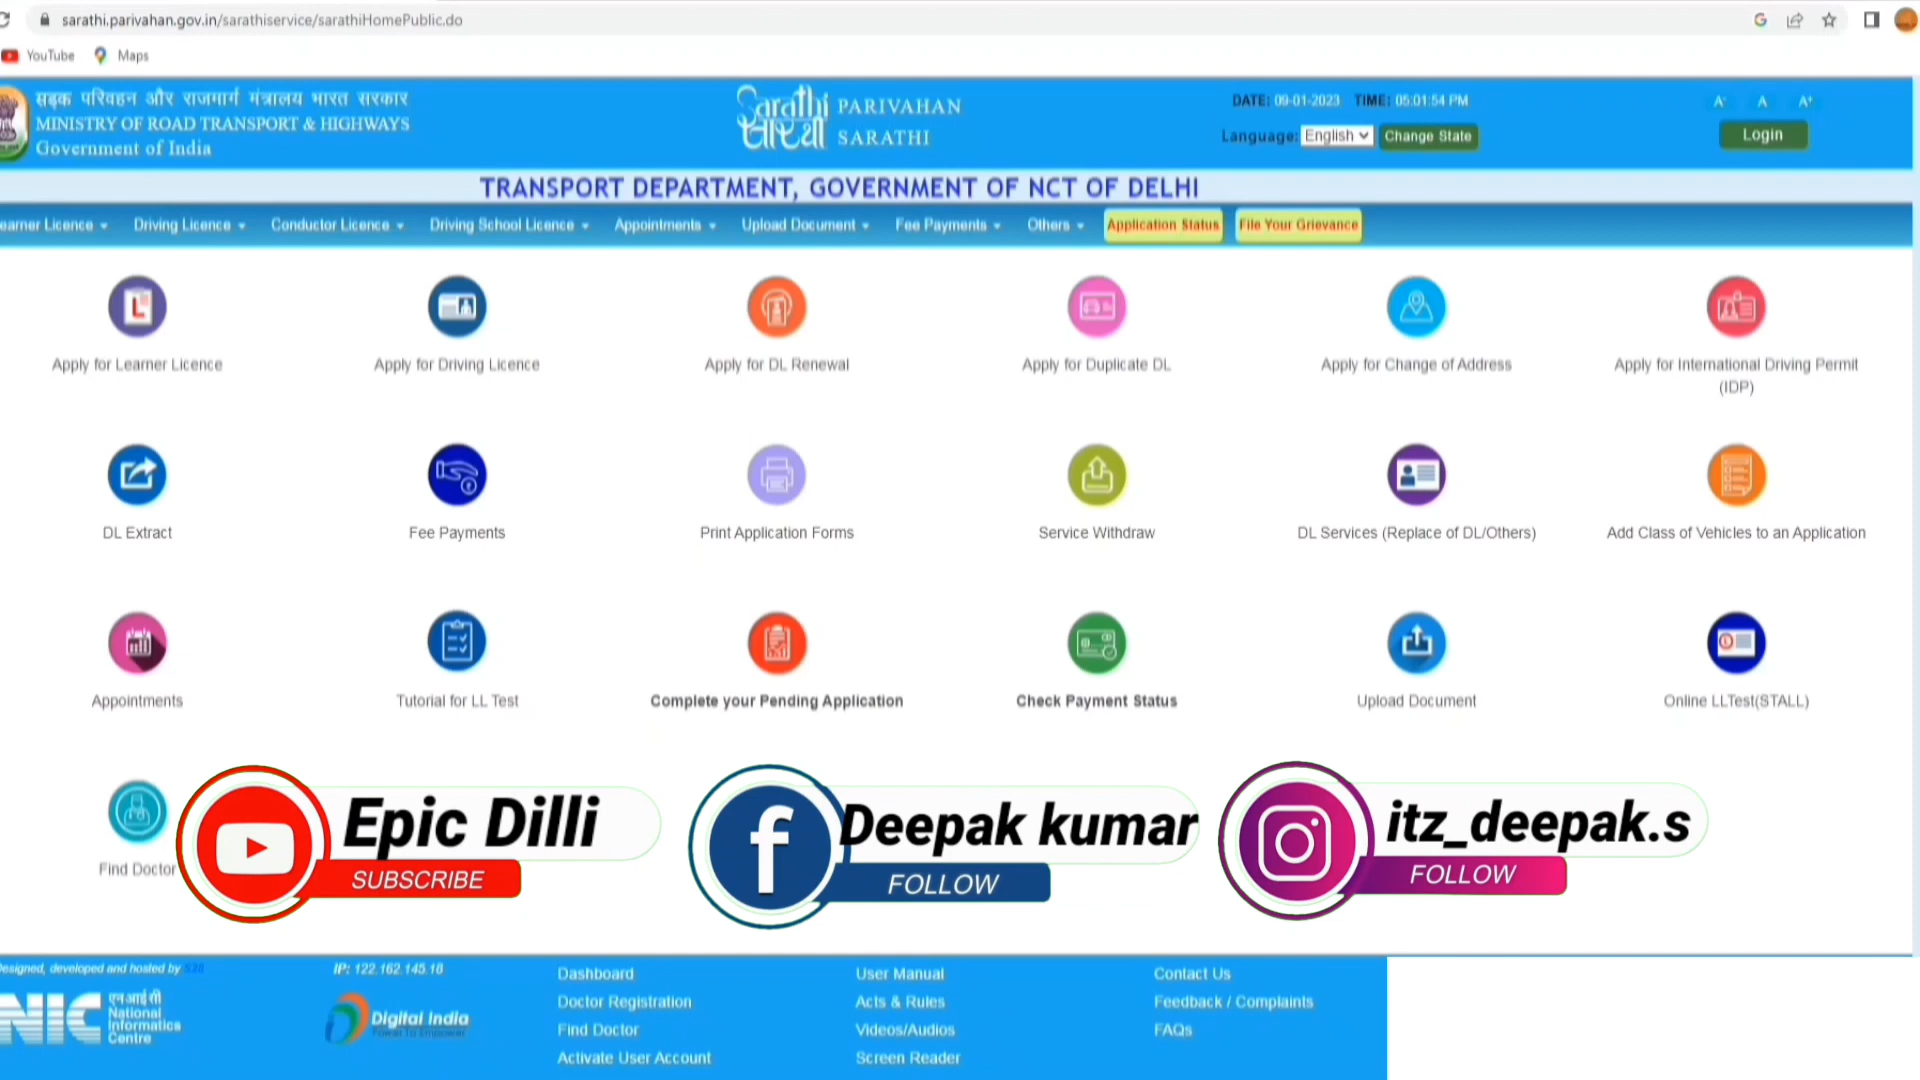 sarathi.parivahan.gov.in/sarathiservice/sarathiHomePublic.do
YouTube Maps
सड़क परिवहन और राजमार्ग मंत्रालय भारत सरकार
MINISTRY OF ROAD TRANSPORT & HIGHWAYS
Government of India
Sarathi
सारथी
PARIVAHAN
SARATHI
DATE: 09-01-2023 TIME: 05:01:54 PM
Language: English Change State
A- A A+
Login
TRANSPORT DEPARTMENT, GOVERNMENT OF NCT OF DELHI
earner Licence Driving Licence Conductor Licence Driving School Licence Appointments Upload Document Fee Payments Others Application Status File Your Grievance
Apply for Learner Licence
Apply for Driving Licence
Apply for DL Renewal
Apply for Duplicate DL
Apply for Change of Address
Apply for International Driving Permit
(IDP)
DL Extract
Fee Payments
Print Application Forms
Service Withdraw
DL Services (Replace of DL/Others)
Add Class of Vehicles to an Application
Appointments
Tutorial for LL Test
Complete your Pending Application
Check Payment Status
Upload Document
Online LLTest(STALL)
Find Doctor
Epic Dilli
SUBSCRIBE
Deepak kumar
FOLLOW
itz_deepak.s
FOLLOW
esigned, developed and hosted by
NIC
एन आई सी
National
Informatics
Centre
IP: 122.162.145.18
Digital India
Power To Empower
Dashboard
Doctor Registration
Find Doctor
Activate User Account
User Manual
Acts & Rules
Videos/Audios
Screen Reader
Contact Us
Feedback / Complaints
FAQs